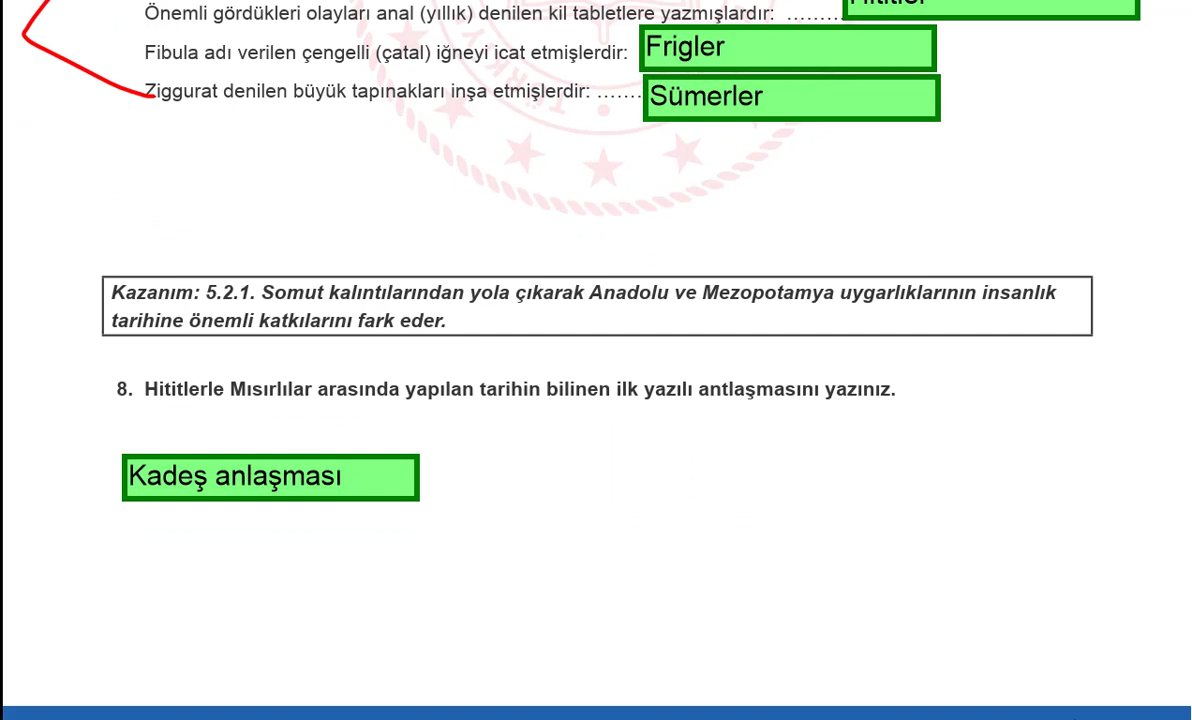 Önemli gördükleri olayları anal (yıllık) denilen kil tabletlere yazmışlardır: ......... Hititler
Fibula adı verilen çengelli (çatal) iğneyi icat etmişlerdir: Frigler
Ziggurat denilen büyük tapınakları inşa etmişlerdir: ....... Sümerler
Kazanım: 5.2.1. Somut kalıntılarından yola çıkarak Anadolu ve Mezopotamya uygarlıklarının insanlık
tarihine önemli katkılarını fark eder.
8. Hititlerle Mısırlılar arasında yapılan tarihin bilinen ilk yazılı antlaşmasını yazınız.
Kadeş anlaşması